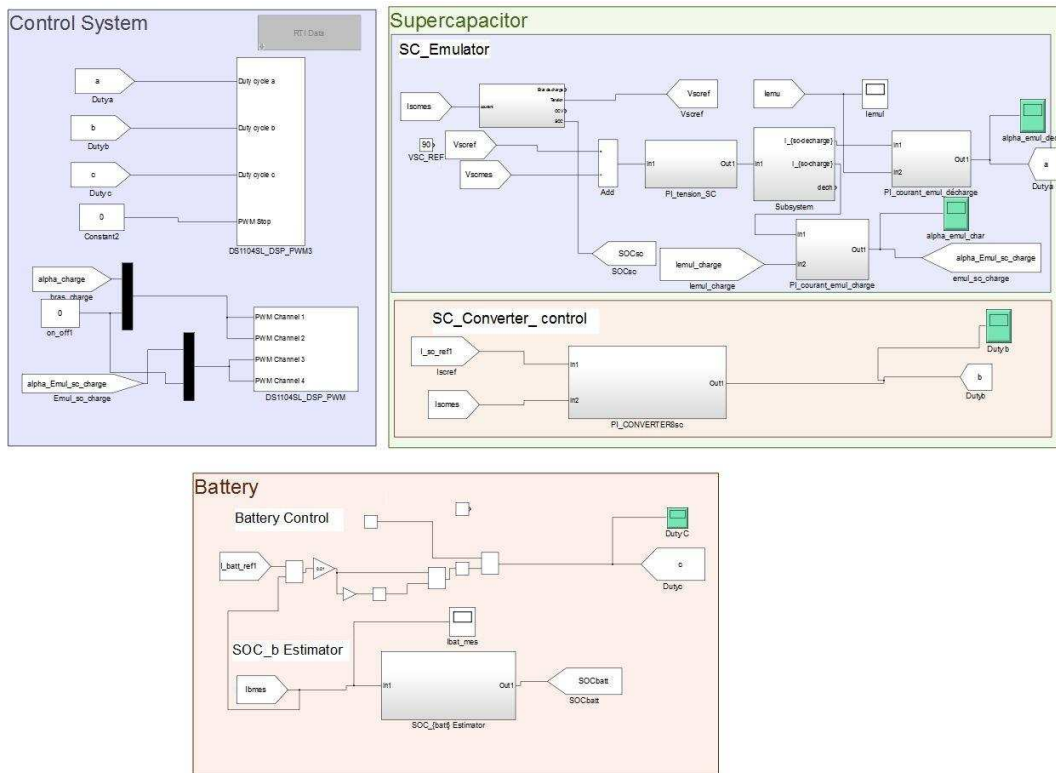 Control System
RTI Data
a
Dutya
Duty cycle a
b
Dutyb
Duty cycle b
c
Dutyc
Duty cycle c
0
Constant2
PWM Stop
DS1104SL_DSP_PWM3
alpha_charge
bras_charge
0
on_off1
alpha_Emul_sc_charge
Emul_sc_charge
PWM Channel 1
PWM Channel 2
PWM Channel 3
PWM Channel 4
DS1104SL_DSP_PWM
Supercapacitor
SC_Emulator
Iscmes
SOC
Vscref
Vscref
90
VSC_REF
Vscref
Vscmes
Add
In1
Out1
PI_tension_SC
In1
I_{sc-decharge}
I_{sc-charge}
dech
Subsystem
Iemu
Iemul
In1
In2
Out1
PI_courant_emul_décharge
alpha_emul_dec
a
Dutya
SOCsc
SOCsc
Iemul_charge
Iemul_charge
In1
In2
Out1
PI_courant_emul_charge
alpha_emul_char
alpha_Emul_sc_charge
emul_sc_charge
SC_Converter_ control
I_sc_ref1
Iscref
Iscmes
In1
In2
Out1
PI_CONVERTERSsc
Duty b
b
Dutyb
Battery
Battery Control
I_batt_ref1
Duty C
c
Dutyc
SOC_b Estimator
Ibat_mes
Ibmes
In1
Out1
SOC_{batt} Estimator
SOCbatt
SOCbatt